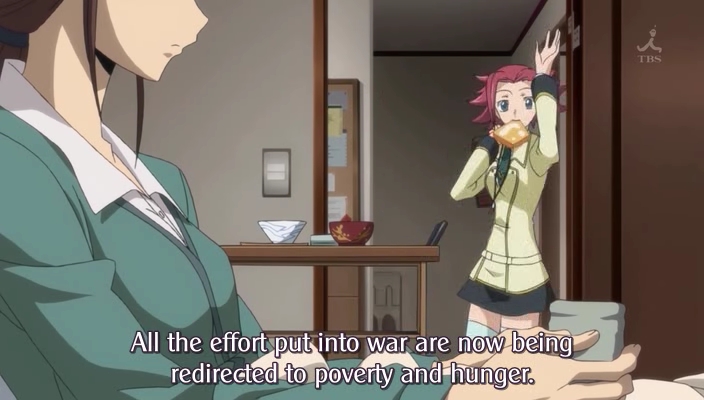 TBS
All the effort put into war are now being
redirected to poverty and hunger.